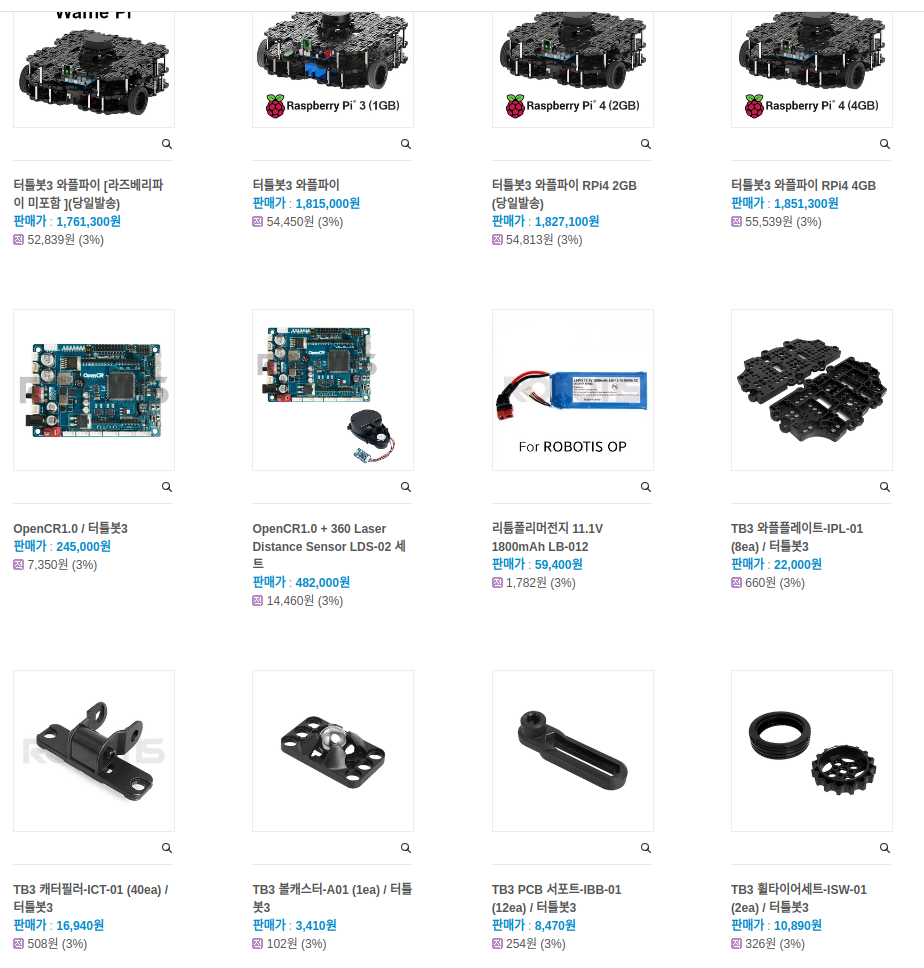 Waffle Pi
Raspberry Pi® 3 (1GB)
Raspberry Pi® 4 (2GB)
Raspberry Pi® 4 (4GB)
터틀봇3 와플파이 [라즈베리파
이 미포함 ](당일발송)
판매가 : 1,761,300원
52,839원 (3%)
터틀봇3 와플파이
판매가 : 1,815,000원
54,450원 (3%)
터틀봇3 와플파이 RPi4 2GB
(당일발송)
판매가 : 1,827,100원
54,813원 (3%)
터틀봇3 와플파이 RPi4 4GB
판매가 : 1,851,300원
55,539원 (3%)
OpenCR
For ROBOTIS OP
OpenCR1.0 / 터틀봇3
판매가 : 245,000원
7,350원 (3%)
OpenCR1.0 + 360 Laser
Distance Sensor LDS-02 세
트
판매가 : 482,000원
14,460원 (3%)
리튬폴리머전지 11.1V
1800mAh LB-012
판매가 : 59,400원
1,782원 (3%)
TB3 와플플레이트-IPL-01
(8ea) / 터틀봇3
판매가 : 22,000원
660원 (3%)
ROBOTIS
TB3 캐터필러-ICT-01 (40ea) /
터틀봇3
판매가 : 16,940원
508원 (3%)
TB3 볼캐스터-A01 (1ea) / 터틀
봇3
판매가 : 3,410원
102원 (3%)
TB3 PCB 서포트-IBB-01
(12ea) / 터틀봇3
판매가 : 8,470원
254원 (3%)
TB3 휠타이어세트-ISW-01
(2ea) / 터틀봇3
판매가 : 10,890원
326원 (3%)